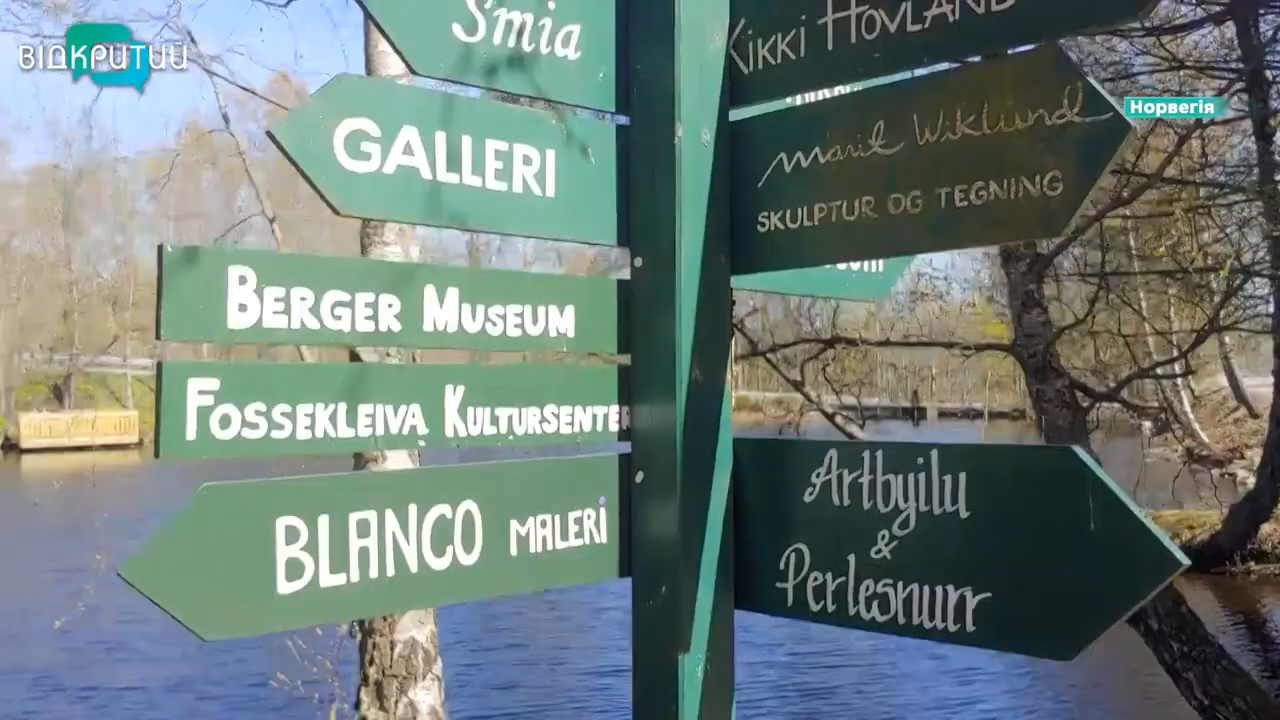 ВІДКРИТИЙ
Норвегія
Smia
GALLERI
BERGER MUSEUM
FOSSEKLEIVA KULTURSENTER
BLANCO MALERI
KIKKI HOVLAND
Marit Wiklund
SKULPTUR OG TEGNING
Artbyilu
&
Perlesnurr